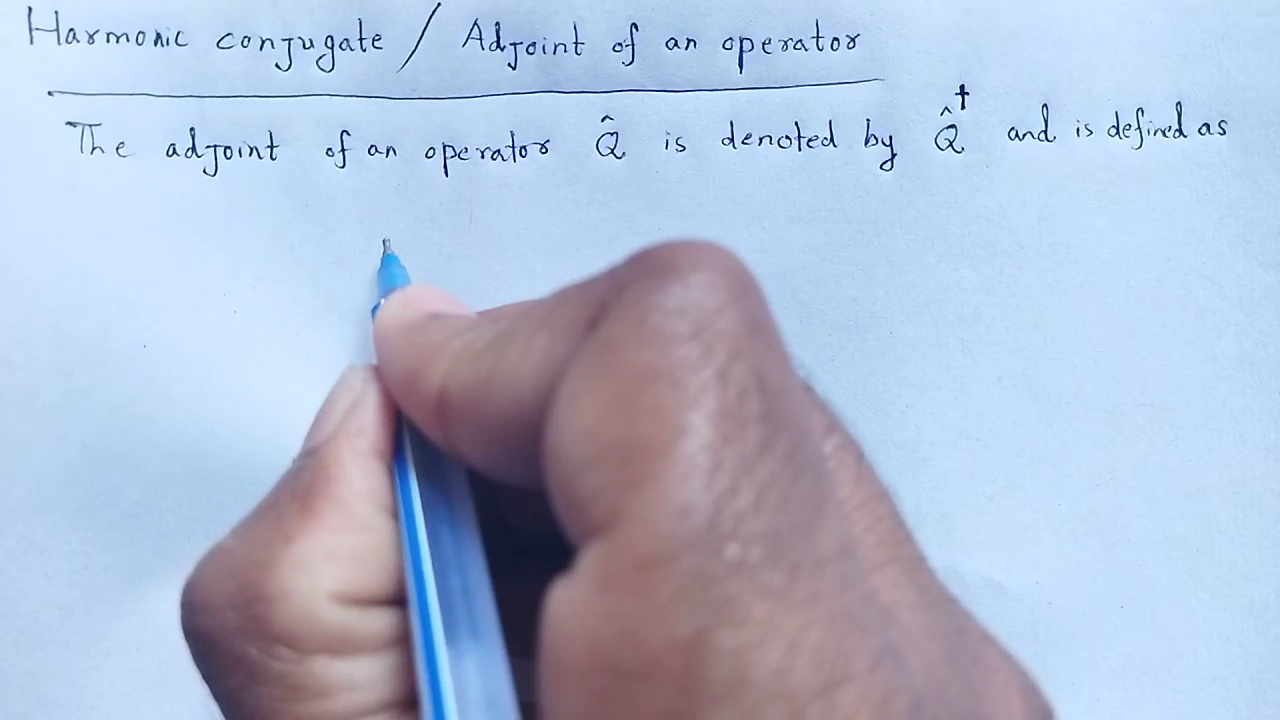 Harmonic conjugate / Adjoint of an operator
The adjoint of an operator Q̂ is denoted by Q̂† and is defined as